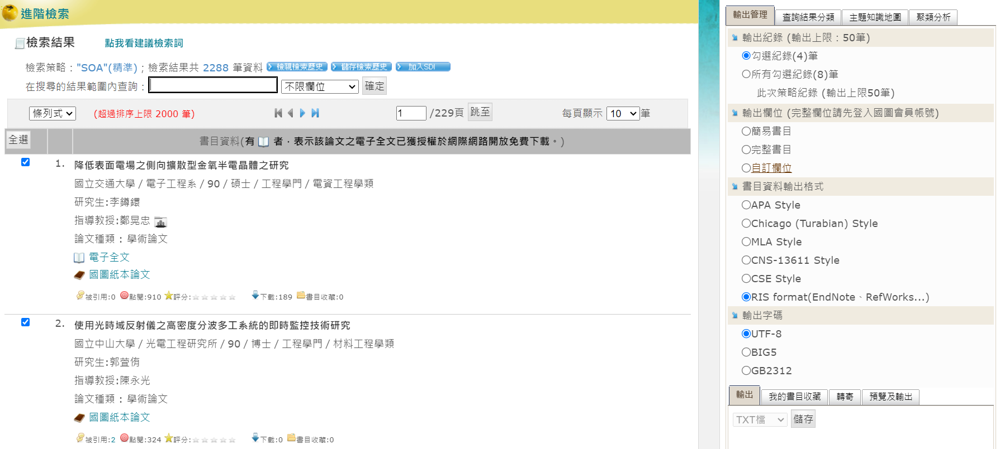 進階檢索
檢索結果 點我看建議檢索詞
檢索策略："SOA"(精準)；檢索結果共 2288 筆資料 檢視檢索歷史 儲存檢索歷史 加入SDI
在搜尋的結果範圍內查詢： 不限欄位 確定
條列式 (超過排序上限 2000 筆) 1 /229頁 跳至 每頁顯示 10 筆
全選 書目資料(有 者，表示該論文之電子全文已獲授權於網際網路開放免費下載。)
1. 降低表面電場之側向擴散型金氧半電晶體之研究
國立交通大學 / 電子工程系 / 90 / 碩士 / 工程學門 / 電資工程學類
研究生:李鐏鐶
指導教授:鄭晃忠
論文種類：學術論文
電子全文
國圖紙本論文
被引用:0 點閱:910 評分: 下載:189 書目收藏:0
2. 使用光時域反射儀之高密度分波多工系統的即時監控技術研究
國立中山大學 / 光電工程研究所 / 90 / 博士 / 工程學門 / 材料工程學類
研究生:郭萓侑
指導教授:陳永光
論文種類：學術論文
國圖紙本論文
被引用:2 點閱:324 評分: 下載:0 書目收藏:0
輸出管理 查詢結果分類 主題知識地圖 聚類分析
輸出紀錄 (輸出上限：50筆)
勾選紀錄(4)筆
所有勾選紀錄(8)筆
此次策略紀錄 (輸出上限50筆)
輸出欄位 (完整欄位請先登入國圖會員帳號)
簡易書目
完整書目
自訂欄位
書目資料輸出格式
APA Style
Chicago (Turabian) Style
MLA Style
CNS-13611 Style
CSE Style
RIS format(EndNote、RefWorks...)
輸出字碼
UTF-8
BIG5
GB2312
輸出 我的書目收藏 轉寄 預覽及輸出
TXT檔 儲存